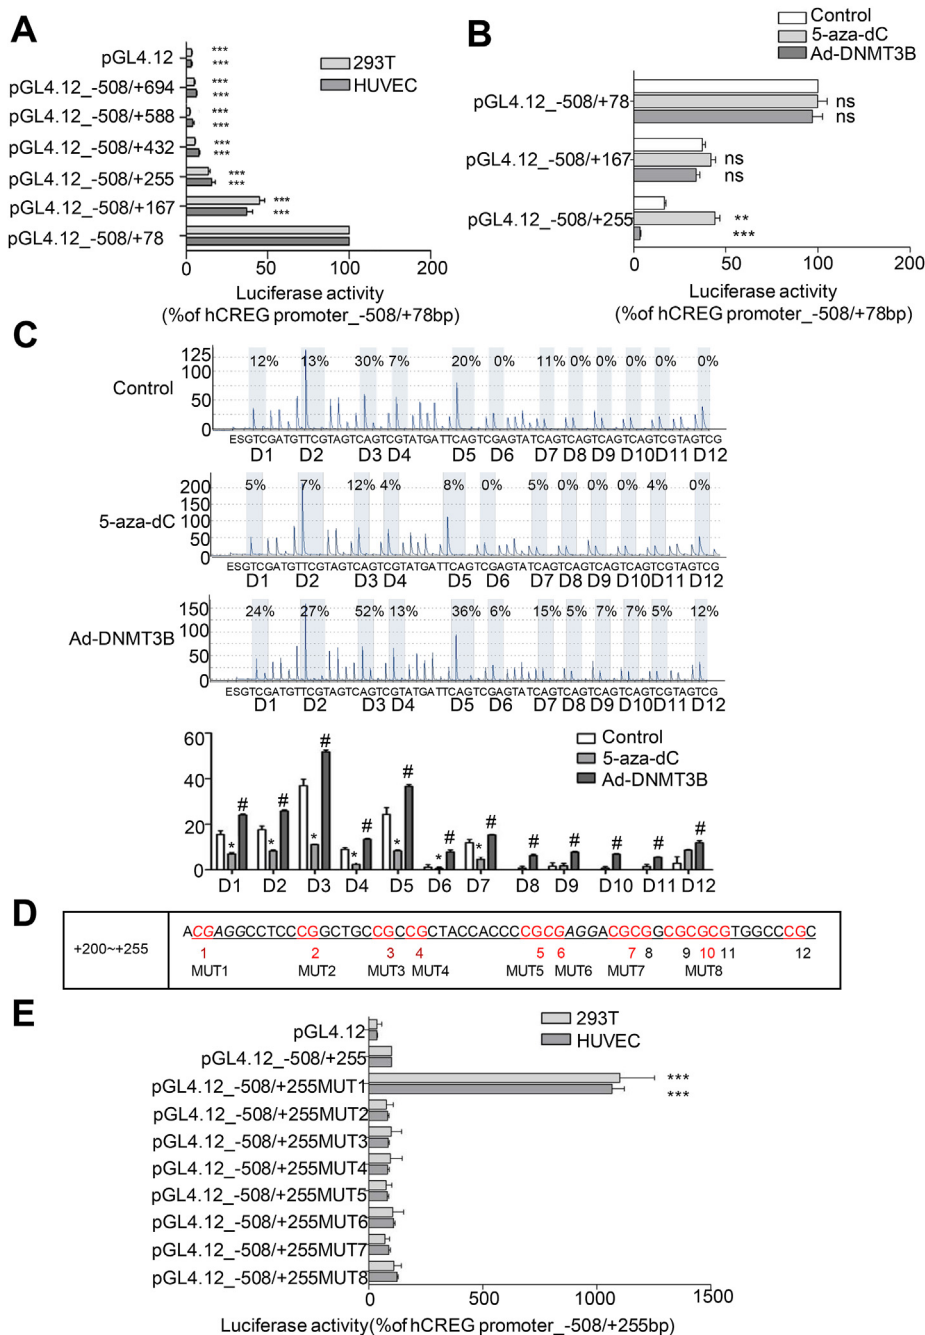 A
293T
HUVEC
pGL4.12
***
***
pGL4.12_-508/+694
***
***
pGL4.12_-508/+588
***
***
pGL4.12_-508/+432
***
***
pGL4.12_-508/+255
***
***
pGL4.12_-508/+167
***
***
pGL4.12_-508/+78
0 50 100 200
Luciferase activity
(%of hCREG promoter_-508/+78bp)
B
Control
5-aza-dC
Ad-DNMT3B
pGL4.12_-508/+78
ns
ns
pGL4.12_-508/+167
ns
ns
pGL4.12_-508/+255
**
***
0 50 100 200
Luciferase activity
(%of hCREG promoter_-508/+78bp)
C
Control
125
100
50
0
12% 13% 30% 7% 20% 0% 11% 0% 0% 0% 0% 0%
ESGTCGATGTTCGTAGTCAGTCGTATGATTCAGTCGAGTATCAGTCAGTCAGTCAGTCGTAGTCG
D1 D2 D3 D4 D5 D6 D7 D8 D9 D10 D11 D12
5-aza-dC
200
150
100
50
0
5% 7% 12% 4% 8% 0% 5% 0% 0% 0% 4% 0%
ESGTCGATGTTCGTAGTCAGTCGTATGATTCAGTCGAGTATCAGTCAGTCAGTCAGTCGTAGTCG
D1 D2 D3 D4 D5 D6 D7 D8 D9 D10 D11 D12
Ad-DNMT3B
150
100
50
0
24% 27% 52% 13% 36% 6% 15% 5% 7% 7% 5% 12%
ESGTCGATGTTCGTAGTCAGTCGTATGATTCAGTCGAGTATCAGTCAGTCAGTCAGTCGTAGTCG
D1 D2 D3 D4 D5 D6 D7 D8 D9 D10 D11 D12
Control
5-aza-dC
Ad-DNMT3B
60
40
20
0
# # # # # # # # # # # #
* * * * * * *
D1 D2 D3 D4 D5 D6 D7 D8 D9 D10 D11 D12
D
+200~+255
ACGAGGCCTCCCCGGCTGCCCGCCCGCTACCACCCCCGCGAGGACGCGGCGCGCGTGGCCCCGC
1 2 3 4 5 6 7 8 9 10 11 12
MUT1 MUT2 MUT3 MUT4 MUT5 MUT6 MUT7 MUT8
E
293T
HUVEC
pGL4.12
pGL4.12_-508/+255
pGL4.12_-508/+255MUT1
***
***
pGL4.12_-508/+255MUT2
pGL4.12_-508/+255MUT3
pGL4.12_-508/+255MUT4
pGL4.12_-508/+255MUT5
pGL4.12_-508/+255MUT6
pGL4.12_-508/+255MUT7
pGL4.12_-508/+255MUT8
0 500 1000 1500
Luciferase activity(%of hCREG promoter_-508/+255bp)